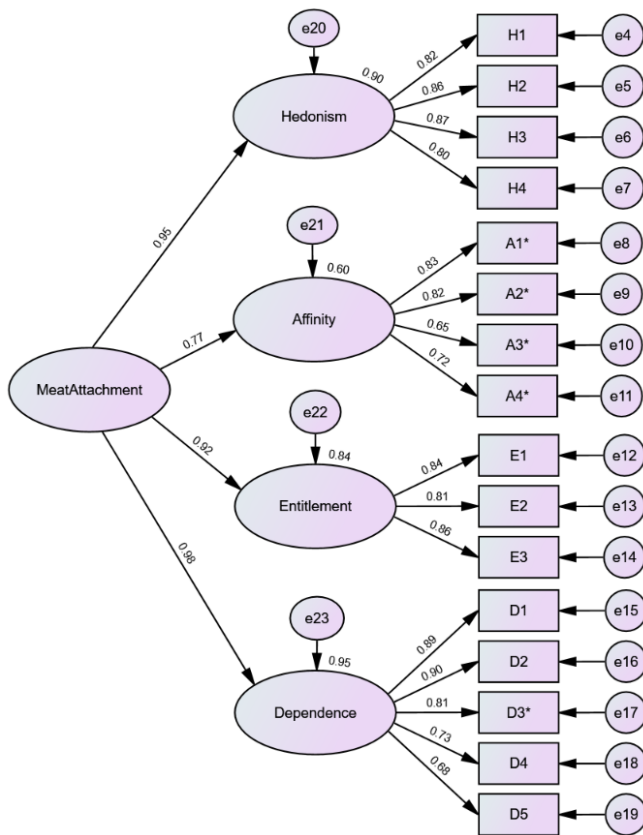 e20
0.90
Hedonism
0.82
H1
e4
0.86
H2
e5
0.87
H3
e6
0.80
H4
e7
0.95
e21
0.60
Affinity
0.83
A1*
e8
0.82
A2*
e9
0.65
A3*
e10
0.72
A4*
e11
0.77
MeatAttachment
e22
0.84
Entitlement
0.84
E1
e12
0.81
E2
e13
0.86
E3
e14
0.92
0.98
e23
0.95
Dependence
0.89
D1
e15
0.90
D2
e16
0.81
D3*
e17
0.73
D4
e18
0.68
D5
e19